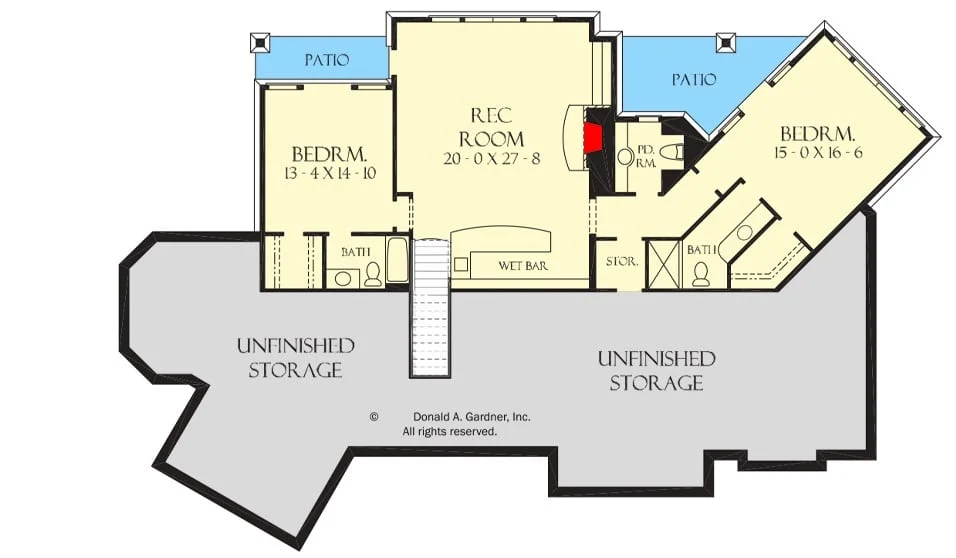 PATIO
PATIO
REC
ROOM
20 - 0 X 27 - 8
BEDRM.
15 - 0 X 16 - 6
BEDRM.
13 - 4 X 14 - 10
PD.
RM.
BATH
WET BAR
STOR.
BATH
UNFINISHED
STORAGE
UNFINISHED
STORAGE
© Donald A. Gardner, Inc.
All rights reserved.